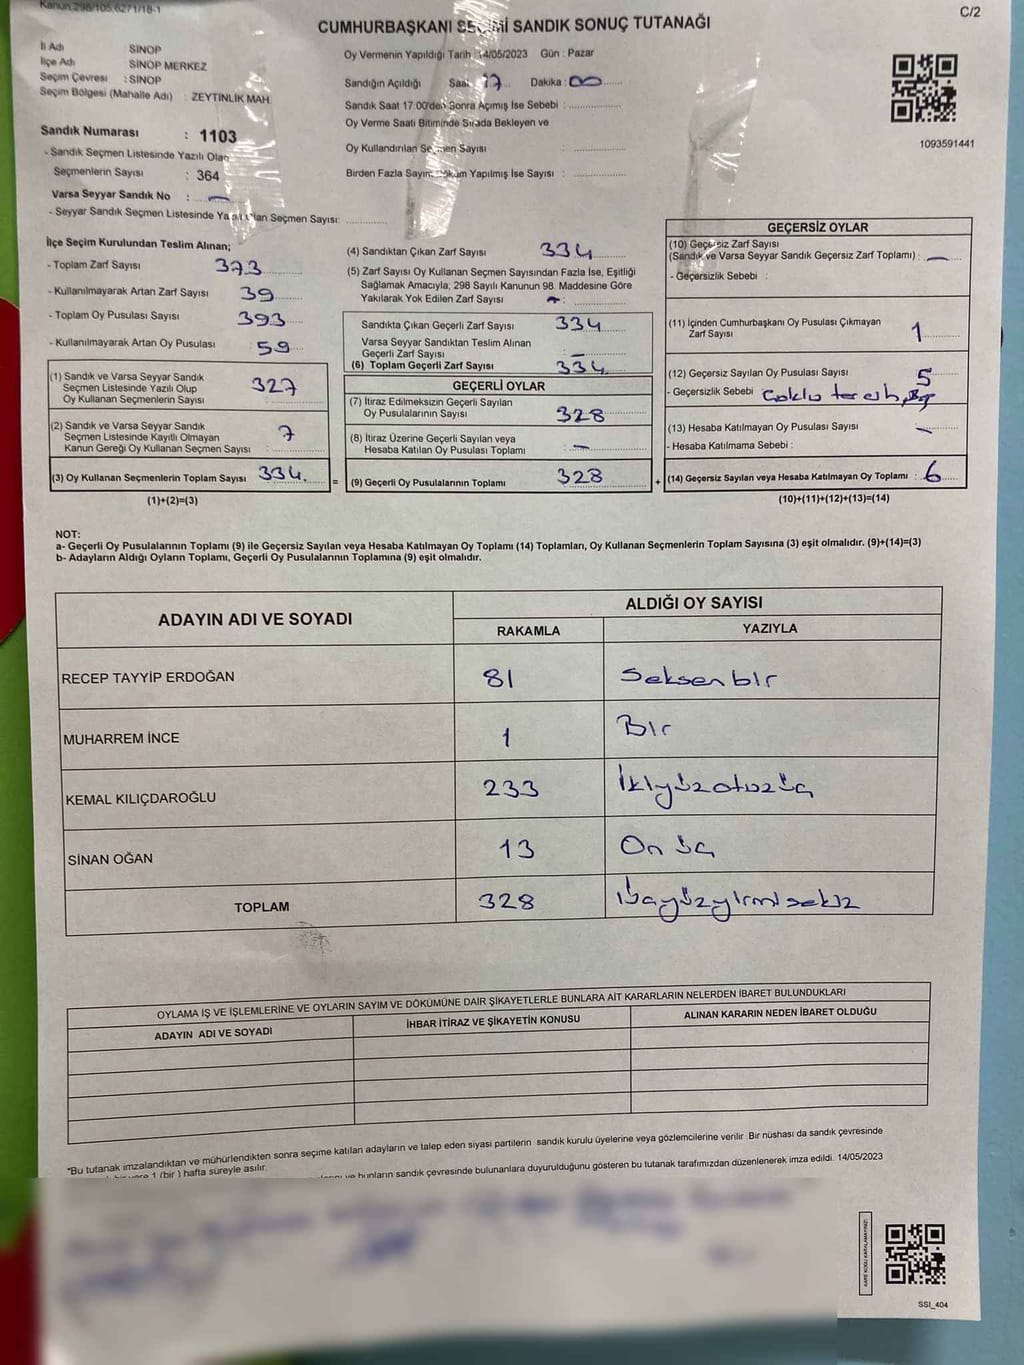 Kanun:298/105,6271/18-1
C/2
CUMHURBAŞKANI SEÇİMİ SANDIK SONUÇ TUTANAĞI
İl Adı SİNOP
İlçe Adı SİNOP MERKEZ
Seçim Çevresi : SİNOP
Seçim Bölgesi (Mahalle Adı) : ZEYTINLİK MAH
Sandık Numarası : 1103
- Sandık Seçmen Listesinde Yazılı Olan
Seçmenlerin Sayısı : 364
Varsa Seyyar Sandık No : —
- Seyyar Sandık Seçmen Listesinde Yazılı Olan Seçmen Sayısı:
Oy Vermenin Yapıldığı Tarih : 14/05/2023 Gün : Pazar
Sandığın Açıldığı Saat 17 Dakika : 00
Sandık Saat 17:00'den Sonra Açmış İse Sebebi :
Oy Verme Saati Bitiminde Sırada Bekleyen ve
Oy Kullandırılan Seçmen Sayısı :
Birden Fazla Sayım Döküm Yapılmış İse Sayısı :
1093591441
İlçe Seçim Kurulundan Teslim Alınan;
- Toplam Zarf Sayısı 373
- Kullanılmayarak Artan Zarf Sayısı 39
- Toplam Oy Pusulası Sayısı 393
- Kullanılmayarak Artan Oy Pusulası 59
(1) Sandık ve Varsa Seyyar Sandık
Seçmen Listesinde Yazılı Olup
Oy Kullanan Seçmenlerin Sayısı : 327
(2) Sandık ve Varsa Seyyar Sandık
Seçmen Listesinde Kayıtlı Olmayan
Kanun Gereği Oy Kullanan Seçmen Sayısı : 7
(3) Oy Kullanan Seçmenlerin Toplam Sayısı 334
(1)+(2)=(3)
=
(4) Sandıktan Çıkan Zarf Sayısı 334
(5) Zarf Sayısı Oy Kullanan Seçmen Sayısından Fazla İse, Eşitliği
Sağlamak Amacıyla; 298 Sayılı Kanunun 98. Maddesine Göre
Yakılarak Yok Edilen Zarf Sayısı :
Sandıkta Çıkan Geçerli Zarf Sayısı 334
Varsa Seyyar Sandıktan Teslim Alınan
Geçerli Zarf Sayısı : —
(6) Toplam Geçerli Zarf Sayısı 334
GEÇERLİ OYLAR
(7) İtiraz Edilmeksizin Geçerli Sayılan
Oy Pusulalarının Sayısı 328
(8) İtiraz Üzerine Geçerli Sayılan veya
Hesaba Katılan Oy Pusulası Toplamı : —
(9) Geçerli Oy Pusulalarının Toplamı 328
+
GEÇERSİZ OYLAR
(10) Geçersiz Zarf Sayısı
(Sandık ve Varsa Seyyar Sandık Geçersiz Zarf Toplamı) : —
- Geçersizlik Sebebi :
(11) İçinden Cumhurbaşkanı Oy Pusulası Çıkmayan
Zarf Sayısı 1
(12) Geçersiz Sayılan Oy Pusulası Sayısı 5
- Geçersizlik Sebebi Çoklu tercih
(13) Hesaba Katılmayan Oy Pusulası Sayısı —
- Hesaba Katılmama Sebebi :
(14) Geçersiz Sayılan veya Hesaba Katılmayan Oy Toplamı : 6
(10)+(11)+(12)+(13)=(14)
NOT:
a- Geçerli Oy Pusulalarının Toplamı (9) ile Geçersiz Sayılan veya Hesaba Katılmayan Oy Toplamı (14) Toplamları, Oy Kullanan Seçmenlerin Toplam Sayısına (3) eşit olmalıdır. (9)+(14)=(3)
b- Adayların Aldığı Oyların Toplamı, Geçerli Oy Pusulalarının Toplamına (9) eşit olmalıdır.
ADAYIN ADI VE SOYADI
ALDIĞI OY SAYISI
RAKAMLA YAZIYLA
RECEP TAYYİP ERDOĞAN 81 Seksenbir
MUHARREM İNCE 1 Bir
KEMAL KILIÇDAROĞLU 233 İkiyüzotuzüç
SİNAN OĞAN 13 Onüç
TOPLAM 328 üçyüzyirmisekiz
OYLAMA İŞ VE İŞLEMLERİNE VE OYLARIN SAYIM VE DÖKÜMÜNE DAİR ŞİKAYETLERLE BUNLARA AİT KARARLARIN NELERDEN İBARET BULUNDUKLARI
ADAYIN ADI VE SOYADI İHBAR İTİRAZ VE ŞİKAYETİN KONUSU ALINAN KARARIN NEDEN İBARET OLDUĞU
*Bu tutanak imzalandıktan ve mühürlendikten sonra seçime katılan adayların ve talep eden siyasi partilerin sandık kurulu üyelerine veya gözlemcilerine verilir. Bir nüshası da sandık çevresinde
bir yere 1 (bir ) hafta süreyle asılır.
bunların sandık çevresinde bulunanlara duyurulduğunu gösteren bu tutanak tarafımızdan düzenlenerek imza edildi. 14/05/2023
KARE KODU KARALAMAYINIZ!
SSI_404